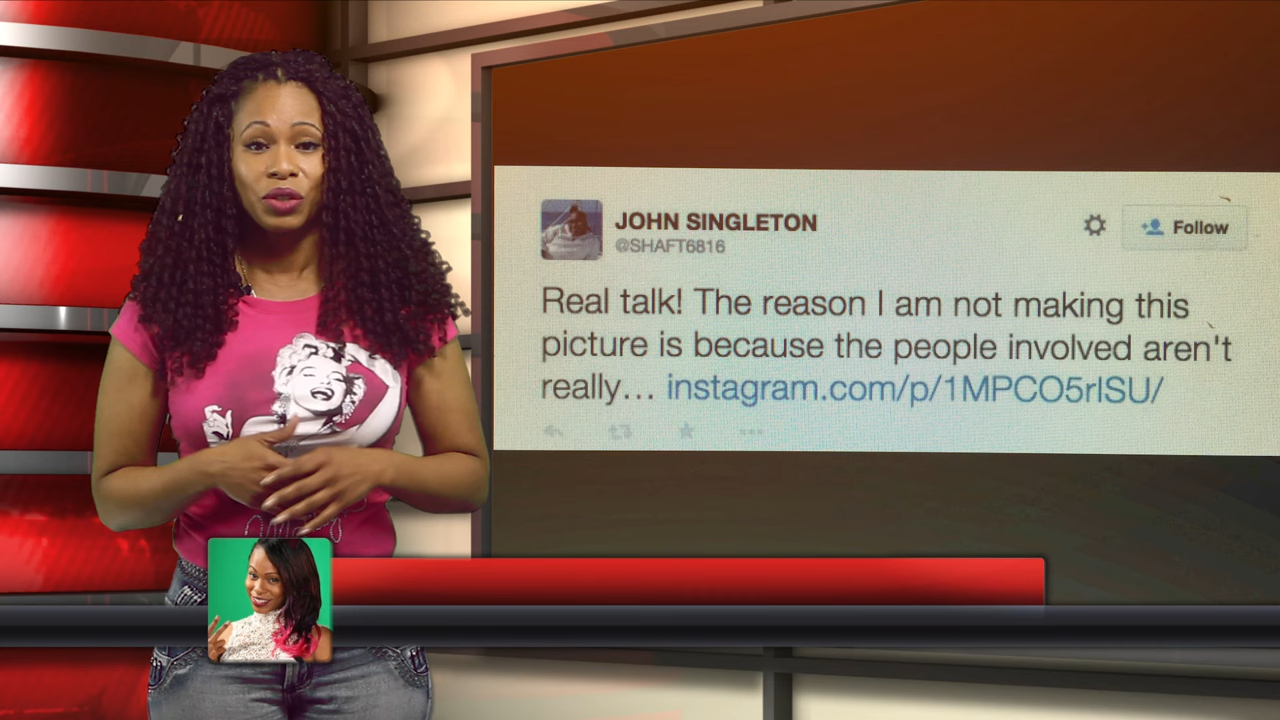 JOHN SINGLETON
@SHAFT6816
Follow
Real talk! The reason I am not making this
picture is because the people involved aren't
really... instagram.com/p/1MPCO5rISU/